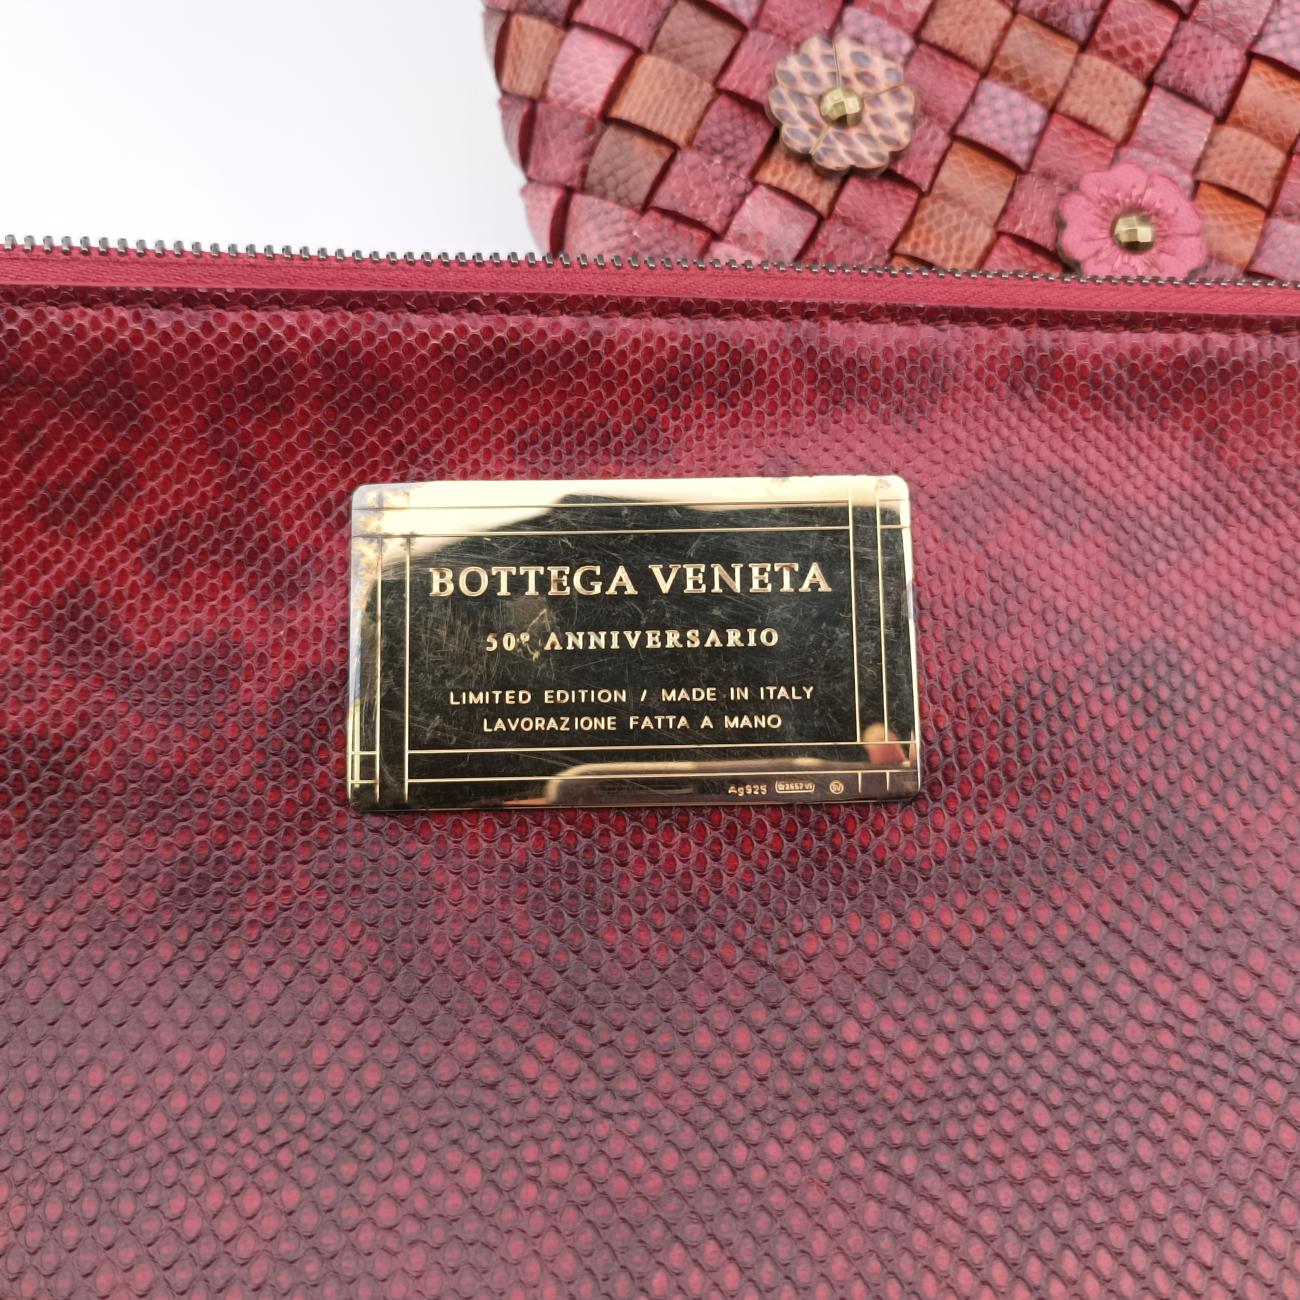 BOTTEGA VENETA
50° ANNIVERSARIO
LIMITED EDITION / MADE IN ITALY
LAVORAZIONE FATTA A MANO
Ag925